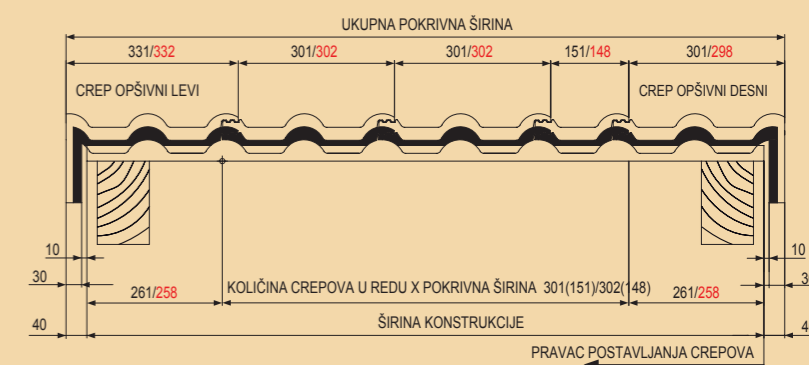 UKUPNA POKRIVNA ŠIRINA
331/332 301/302 301/302 151/148 301/298
CREP OPŠIVNI LEVI CREP OPŠIVNI DESNI
10 10
30 30
261/258 KOLIČINA CREPOVA U REDU X POKRIVNA ŠIRINA 301(151)/302(148) 261/258
40 ŠIRINA KONSTRUKCIJE
PRAVAC POSTAVLJANJA CREPOVA